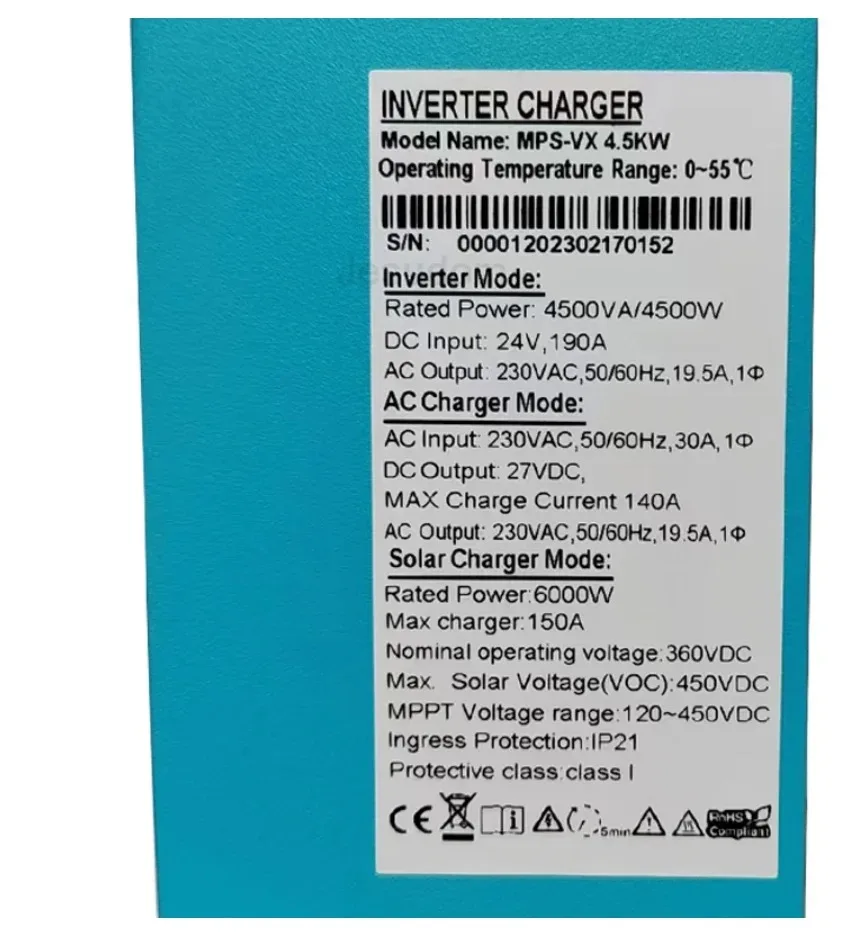 INVERTER CHARGER
Model Name: MPS-VX 4.5KW
Operating Temperature Range: 0~55℃
S/N: 00001202302170152
Inverter Mode:
Rated Power: 4500VA/4500W
DC Input: 24V,190A
AC Output: 230VAC,50/60Hz,19.5A,1Φ
AC Charger Mode:
AC Input: 230VAC,50/60Hz,30A,1Φ
DC Output: 27VDC,
MAX Charge Current 140A
AC Output: 230VAC,50/60Hz,19.5A,1Φ
Solar Charger Mode:
Rated Power:6000W
Max charger:150A
Nominal operating voltage:360VDC
Max. Solar Voltage(VOC):450VDC
MPPT Voltage range:120~450VDC
Ingress Protection:IP21
Protective class:class I
CE i 5min RoHS
Compliant